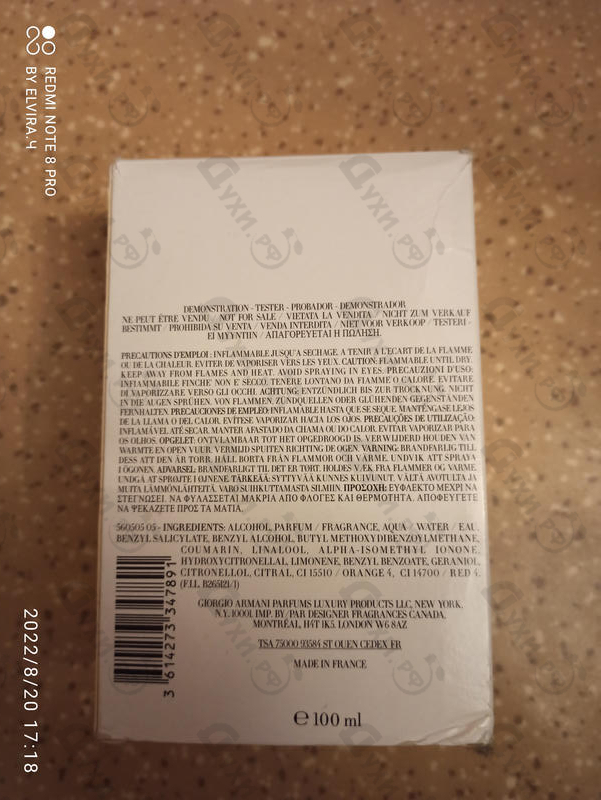 REDMI NOTE 8 PRO
BY ELVIRA.Ч
Духи.рф
DEMONSTRATION - TESTER - PROBADOR - DEMONSTRADOR
NE PEUT ÊTRE VENDU / NOT FOR SALE / VIETATA LA VENDITA / NICHT ZUM VERKAUF
BESTIMMT / PROHIBIDA SU VENTA / VENDA INTERDITA / NIET VOOR VERKOOP / TESTERI -
EI MYYNTIIN / ΑΠΑΓΟΡΕΥΕΤΑΙ Η ΠΩΛΗΣΗ.
PRECAUTIONS D'EMPLOI: INFLAMMABLE JUSQU'A SECHAGE, A TENIR A L'ECART DE LA FLAMME
OU DE LA CHALEUR. EVITER DE VAPORISER VERS LES YEUX. CAUTION: FLAMMABLE UNTIL DRY.
KEEP AWAY FROM FLAMES AND HEAT. AVOID SPRAYING IN EYES. PRECAUZIONI D'USO:
INFIAMMABILE FINCHE' NON E' SECCO, TENERE LONTANO DA FIAMME O CALORE. EVITARE
DI VAPORIZZARE VERSO GLI OCCHI. ACHTUNG: ENTZÜNDLICH BIS ZUR TROCKNUNG. NICHT
IN DIE AUGEN SPRÜHEN. VON FLAMMEN, ZÜNDQUELLEN ODER GLÜHENDEN GEGENSTÄNDEN
FERNHALTEN. PRECAUCIONES DE EMPLEO: INFLAMABLE HASTA QUE SE SEQUE, MANTÉNGASE LEJOS
DE LA LLAMA O DEL CALOR. EVÍTESE VAPORIZAR HACIA LOS OJOS. PRECAUÇÕES DE UTILIZAÇÃO:
INFLAMÁVEL ATÉ SECAR. MANTER AFASTADO DA CHAMA OU DO CALOR. EVITAR VAPORIZAR PARA
OS OLHOS. OPGELET: ONTVLAMBAAR TOT HET OPGEDROOGD IS. VERWIJDERD HOUDEN VAN
WARMTE EN OPEN VUUR. VERMIJD SPUITEN RICHTING DE OGEN. VARNING: BRANDFARLIG TILL
DESS ATT DEN ÄR TORR. HÅLL BORTA FRÅN FLAMMOR OCH VÄRME. UNDVIK ATT SPRAYA
I ÖGONEN. ADVARSEL: BRANDFARLIGT TIL DET ER TØRT. HOLDES VÆK FRA FLAMMER OG VARME.
UNDGÅ AT SPRØJTE I ØJNENE. TÄRKEÄÄ: SYTTYVÄÄ KUNNES KUIVUNUT. VÄLTÄ AVOTULTA JA
MUITA LÄMMÖNLÄHTEITÄ. VARO SUIHKUTTAMASTA SILMIIN. ΠΡΟΣΟΧΗ: ΕΥΦΛΕΚΤΟ ΜΕΧΡΙ ΝΑ
ΣΤΕΓΝΩΣΕΙ. ΝΑ ΦΥΛΑΣΣΕΤΑΙ ΜΑΚΡΙΑ ΑΠΟ ΦΛΟΓΕΣ ΚΑΙ ΘΕΡΜΟΤΗΤΑ. ΑΠΟΦΕΥΓΕΤΕ
ΝΑ ΨΕΚΑΖΕΤΕ ΠΡΟΣ ΤΑ ΜΑΤΙΑ.
560505 05 - INGREDIENTS: ALCOHOL, PARFUM / FRAGRANCE, AQUA / WATER / EAU,
BENZYL SALICYLATE, BENZYL ALCOHOL, BUTYL METHOXYDIBENZOYLMETHANE,
COUMARIN, LINALOOL, ALPHA-ISOMETHYL IONONE,
HYDROXYCITRONELLAL, LIMONENE, BENZYL BENZOATE, GERANIOL,
CITRONELLOL, CITRAL, CI 15510 / ORANGE 4, CI 14700 / RED 4.
(F.I.L. B265121/1)
GIORGIO ARMANI PARFUMS LUXURY PRODUCTS LLC, NEW YORK,
N.Y. 10001. IMP. BY/PAR DESIGNER FRAGRANCES CANADA,
MONTRÉAL, H4T 1K5. LONDON W6 8AZ
TSA 75000 93584 ST OUEN CEDEX FR
MADE IN FRANCE
3 614273 347891
℮ 100 ml
2022/8/20 17:18